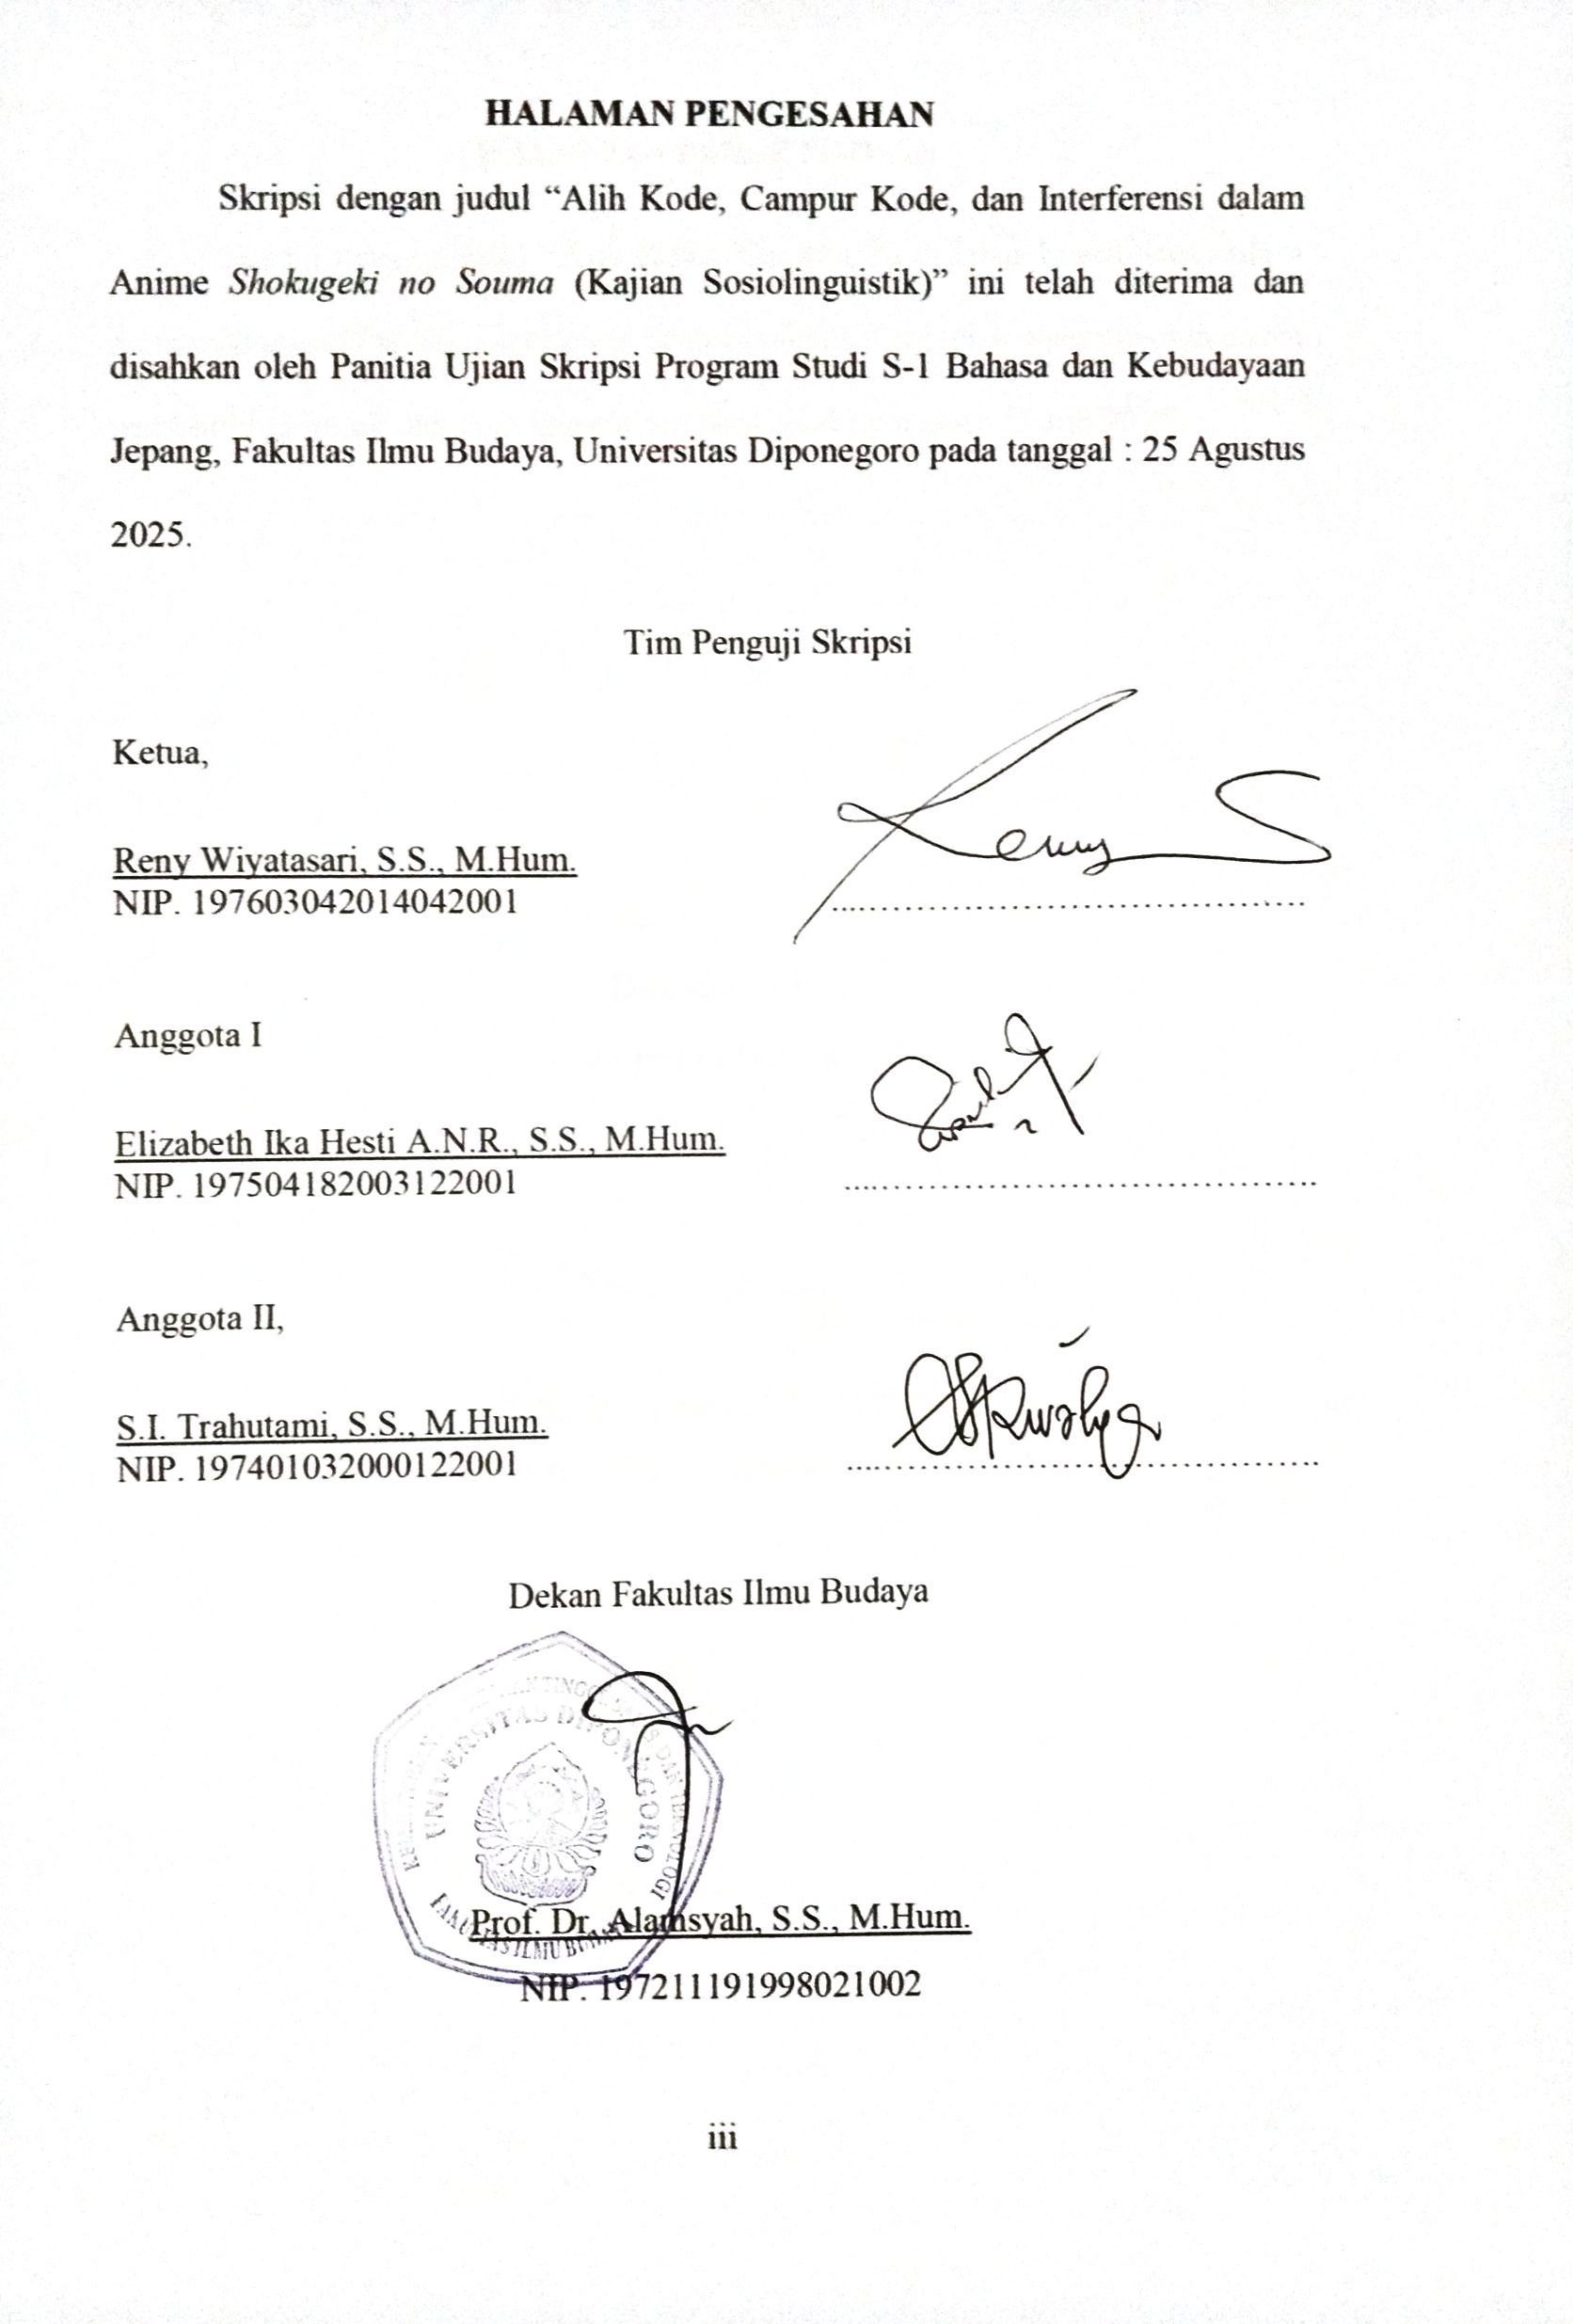 HALAMAN PENGESAHAN
Skripsi dengan judul “Alih Kode, Campur Kode, dan Interferensi dalam
Anime Shokugeki no Souma (Kajian Sosiolinguistik)” ini telah diterima dan
disahkan oleh Panitia Ujian Skripsi Program Studi S-1 Bahasa dan Kebudayaan
Jepang, Fakultas Ilmu Budaya, Universitas Diponegoro pada tanggal : 25 Agustus
2025.
Tim Penguji Skripsi
Ketua,
Reny Wiyatasari, S.S., M.Hum.
NIP. 197603042014042001
Anggota I
Elizabeth Ika Hesti A.N.R., S.S., M.Hum.
NIP. 197504182003122001
Anggota II,
S.I. Trahutami, S.S., M.Hum.
NIP. 197401032000122001
Dekan Fakultas Ilmu Budaya
UNIVERSITAS DIPONEGORO
Prof. Dr. Alamsyah, S.S., M.Hum.
NIP. 197211191998021002
iii